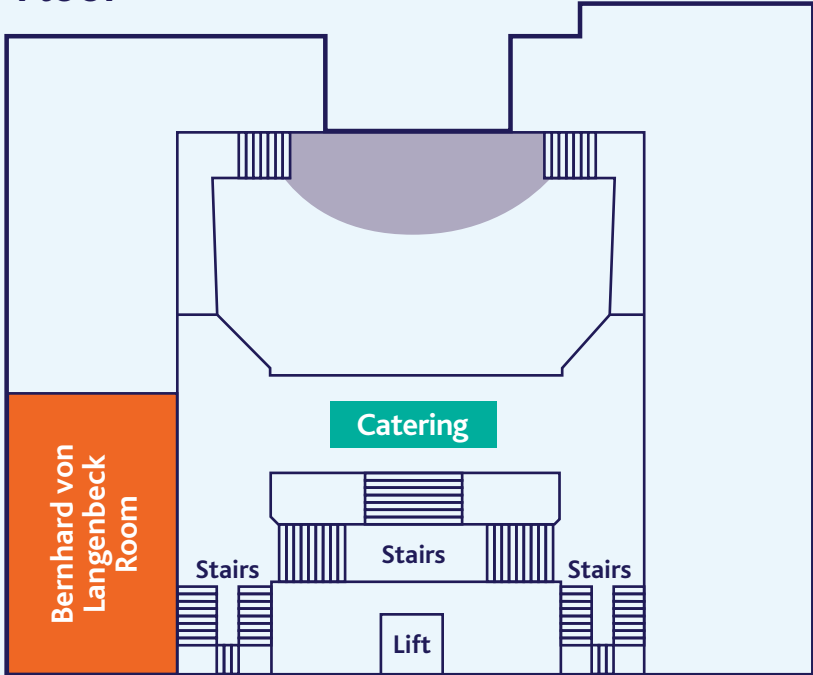 Catering
Bernhard von
Langenbeck
Room
Stairs
Stairs
Stairs
Lift